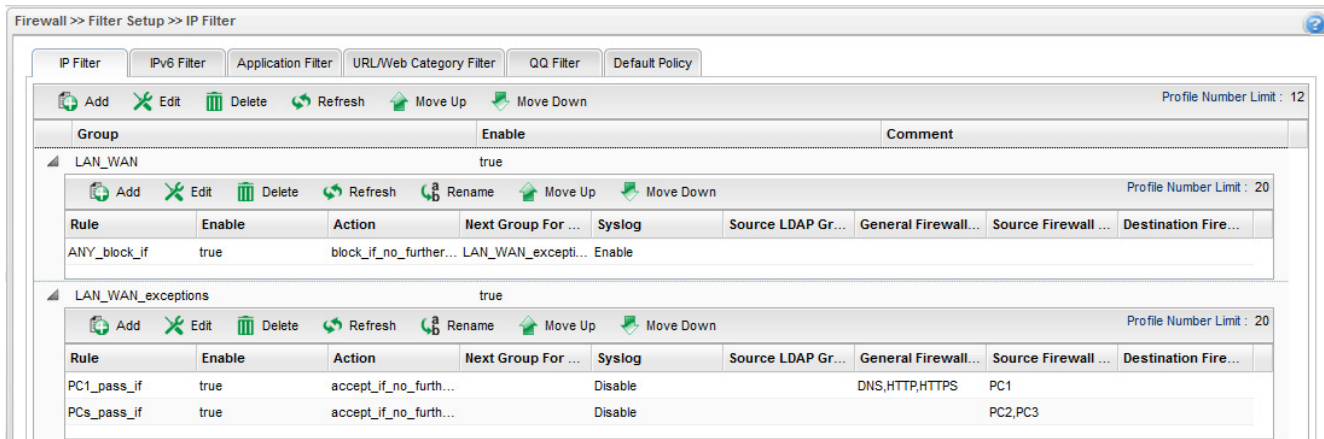 Firewall >> Filter Setup >> IP Filter
?
IP Filter IPv6 Filter Application Filter URL/Web Category Filter QQ Filter Default Policy
Add Edit Delete Refresh Move Up Move Down Profile Number Limit : 12
Group Enable Comment
LAN_WAN true
Add Edit Delete Refresh Rename Move Up Move Down Profile Number Limit : 20
Rule Enable Action Next Group For ... Syslog Source LDAP Gr... General Firewall... Source Firewall ... Destination Fire...
ANY_block_if true block_if_no_further... LAN_WAN_excepti... Enable
LAN_WAN_exceptions true
Add Edit Delete Refresh Rename Move Up Move Down Profile Number Limit : 20
Rule Enable Action Next Group For ... Syslog Source LDAP Gr... General Firewall... Source Firewall ... Destination Fire...
PC1_pass_if true accept_if_no_furth... Disable DNS,HTTP,HTTPS PC1
PCs_pass_if true accept_if_no_furth... Disable PC2,PC3